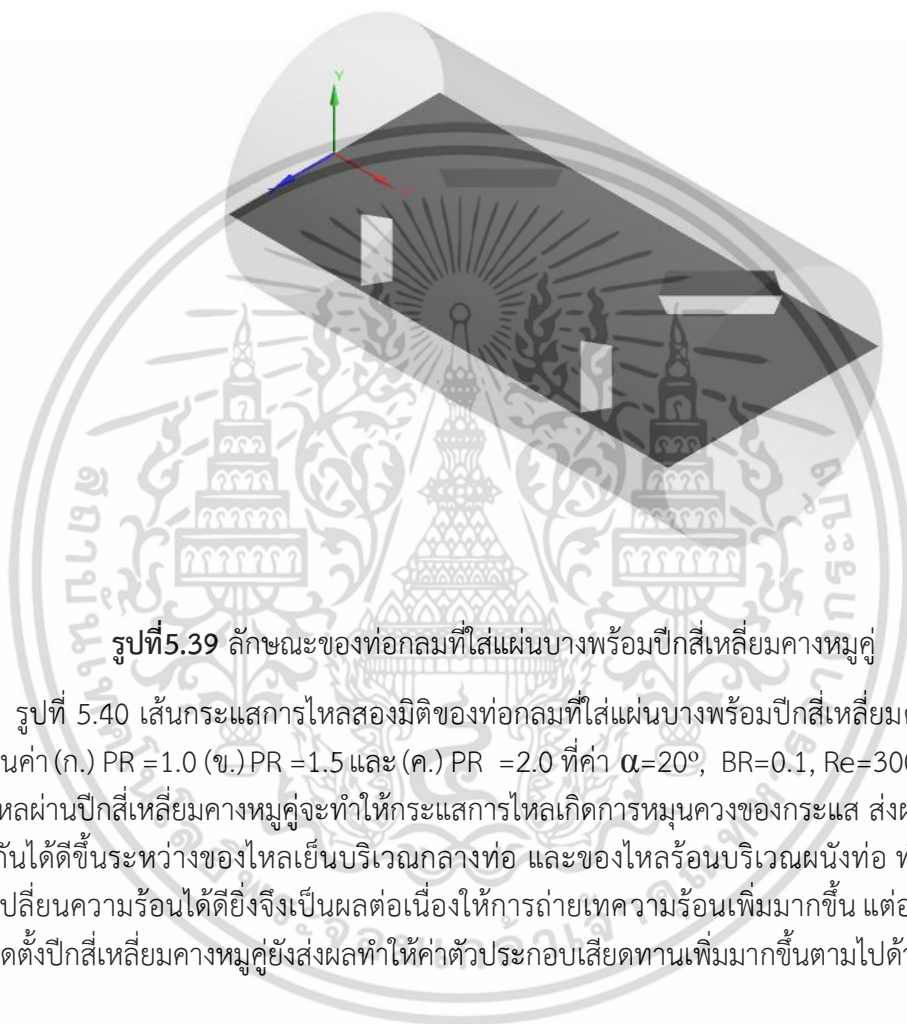 Y
รูปที่5.39 ลักษณะของท่อกลมที่ใส่แผ่นบางพร้อมปีกสี่เหลี่ยมคางหมูคู่
รูปที่ 5.40 เส้นกระแสการไหลสองมิติของท่อกลมที่ใส่แผ่นบางพร้อมปีกสี่เหลี่ยม
นค่า (ก.) PR =1.0 (ข.) PR =1.5 และ (ค.) PR =2.0 ที่ค่า α=20º, BR=0.1, Re=300
หลผ่านปีกสี่เหลี่ยมคางหมูคู่จะทำให้กระแสการไหลเกิดการหมุนควงของกระแส ส่งผ
กันได้ดีขึ้นระหว่างของไหลเย็นบริเวณกลางท่อ และของไหลร้อนบริเวณผนังท่อ ท
เปลี่ยนความร้อนได้ดียิ่งจึงเป็นผลต่อเนื่องให้การถ่ายเทความร้อนเพิ่มมากขึ้น แต่อ
ดตั้งปีกสี่เหลี่ยมคางหมูคู่ยังส่งผลทำให้ค่าตัวประกอบเสียดทานเพิ่มมากขึ้นตามไปด้ว